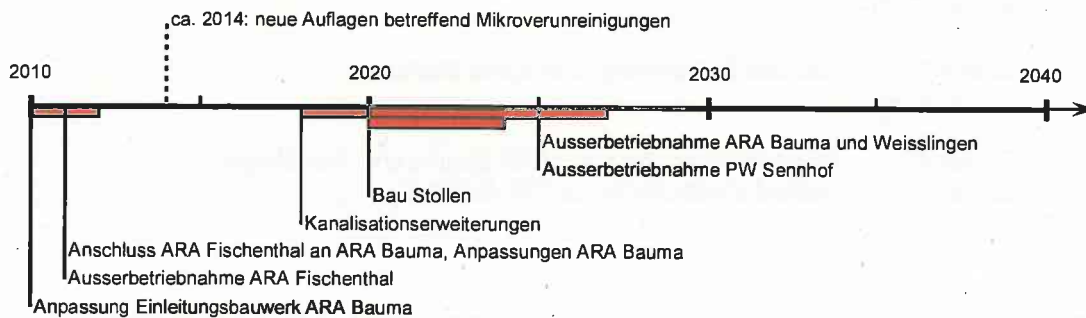 ca. 2014: neue Auflagen betreffend Mikroverunreinigungen
2010
2020
2030
2040
Ausserbetriebnahme ARA Bauma und Weisslingen
Ausserbetriebnahme PW Sennhof
Bau Stollen
Kanalisationserweiterungen
Anschluss ARA Fischenthal an ARA Bauma, Anpassungen ARA Bauma
Ausserbetriebnahme ARA Fischenthal
Anpassung Einleitungsbauwerk ARA Bauma